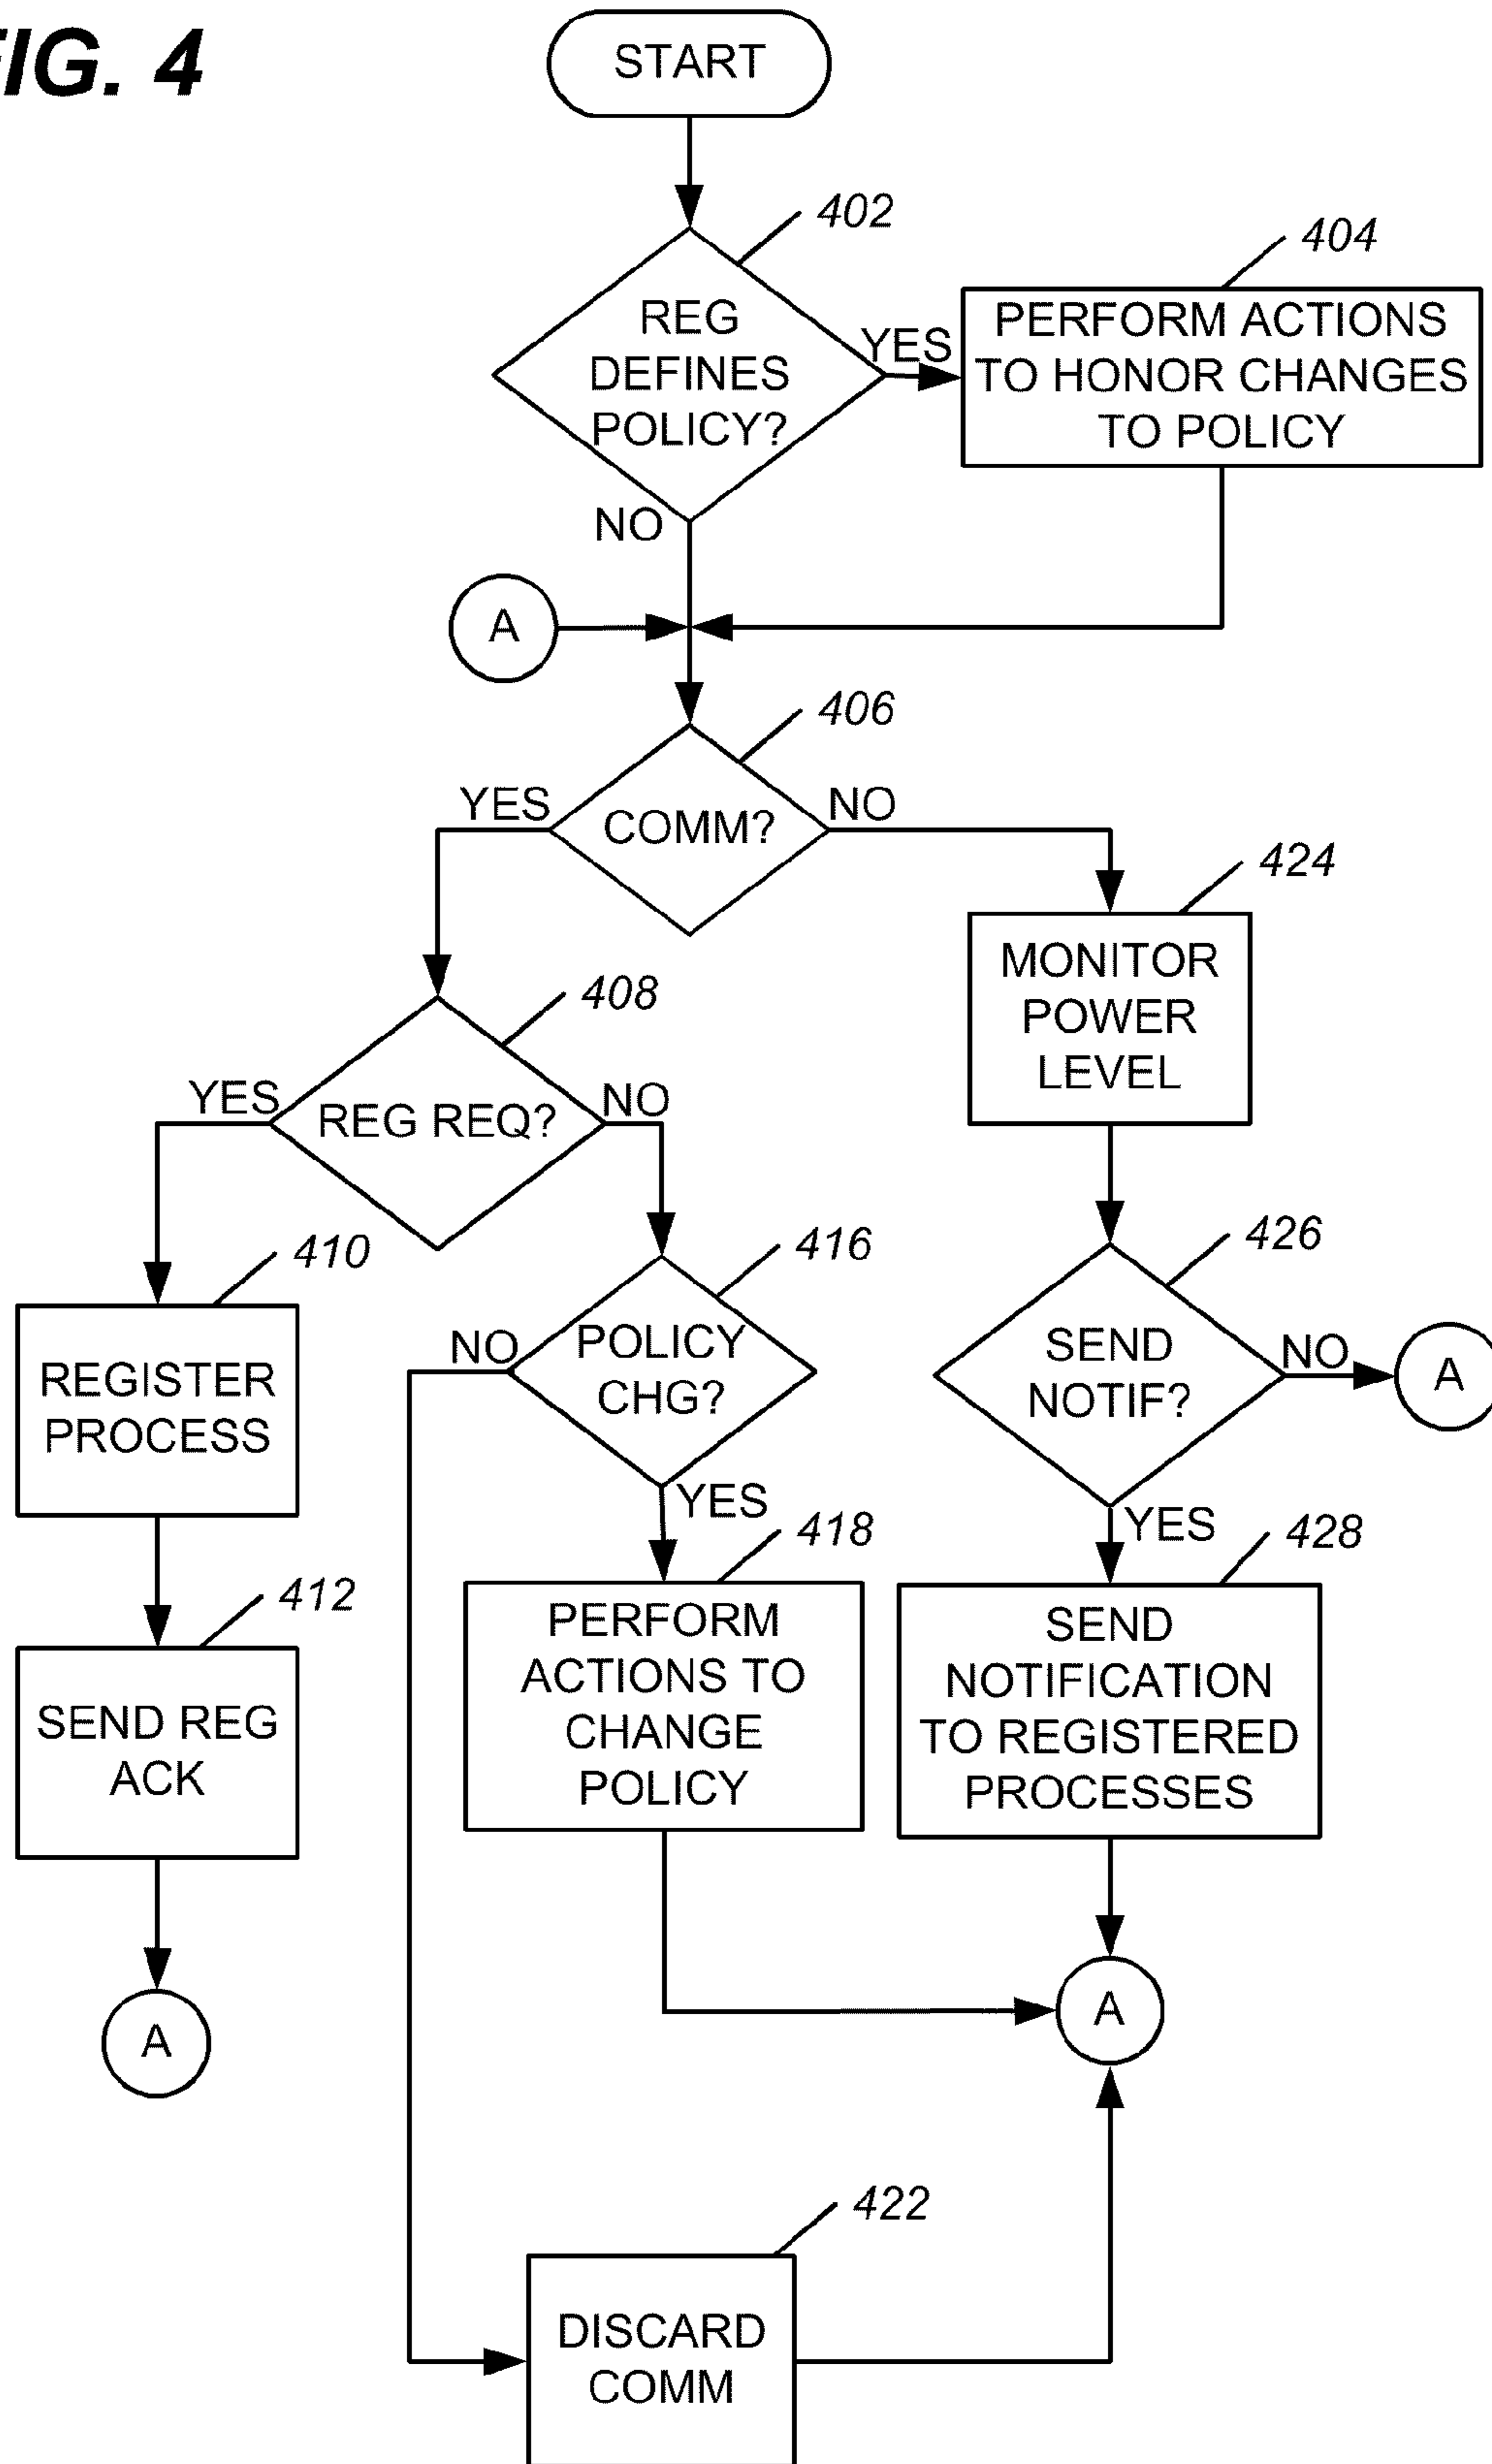 FIG. 4
START
402
REG
DEFINES
POLICY?
YES
404
PERFORM ACTIONS
TO HONOR CHANGES
TO POLICY
NO
A
406
YES
COMM?
NO
424
MONITOR
POWER
LEVEL
408
YES
REG REQ?
NO
410
REGISTER
PROCESS
416
NO
POLICY
CHG?
YES
426
SEND
NOTIF?
NO
A
YES
412
SEND REG
ACK
A
418
PERFORM
ACTIONS TO
CHANGE
POLICY
428
SEND
NOTIFICATION
TO REGISTERED
PROCESSES
A
422
DISCARD
COMM